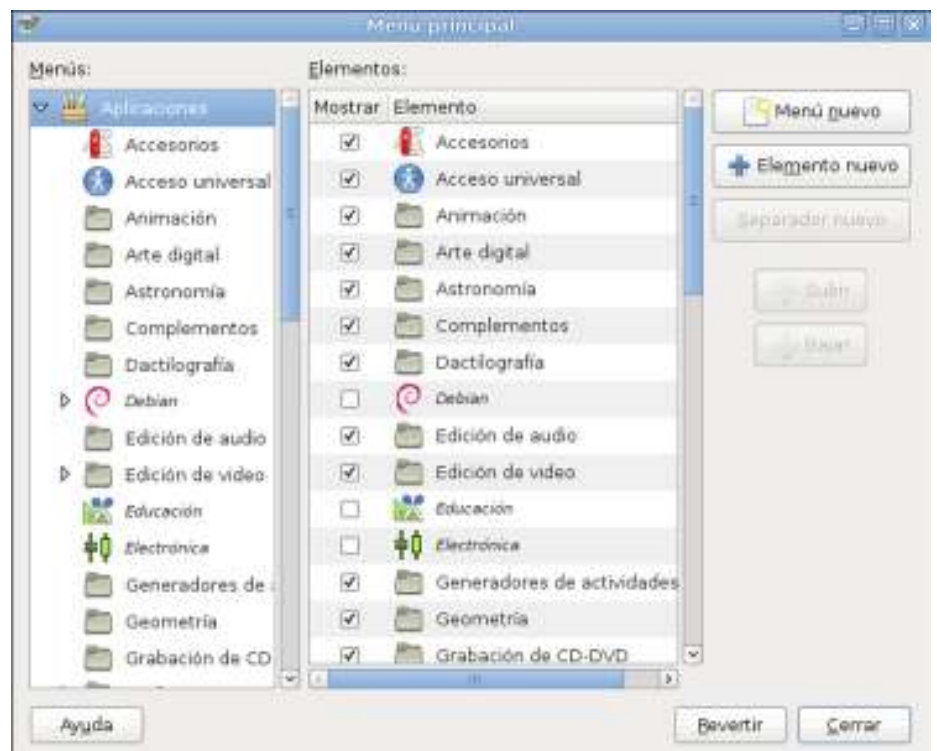 Menú principal
Menús:
Aplicaciones
Accesorios
Acceso universal
Animación
Arte digital
Astronomía
Complementos
Dactilografía
Debian
Edición de audio
Edición de video
Educación
Electrónica
Generadores de
Geometría
Grabación de CD
Elementos:
Mostrar Elemento
Accesorios
Acceso universal
Animación
Arte digital
Astronomía
Complementos
Dactilografía
Debian
Edición de audio
Edición de video
Educación
Electrónica
Generadores de actividades
Geometría
Grabación de CD-DVD
Menú nuevo
Elemento nuevo
Separador nuevo
Subir
Bajar
Ayuda
Revertir
Cerrar